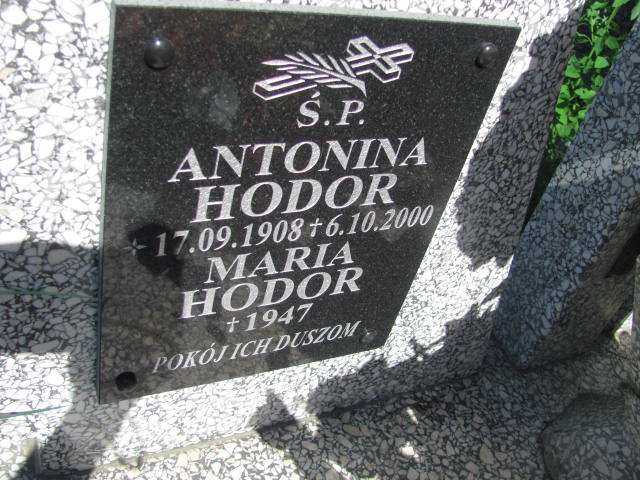 Ś.P.
ANTONINA
HODOR
+ 17.09.1908 † 6.10.2000
MARIA
HODOR
† 1947
POKÓJ ICH DUSZOM